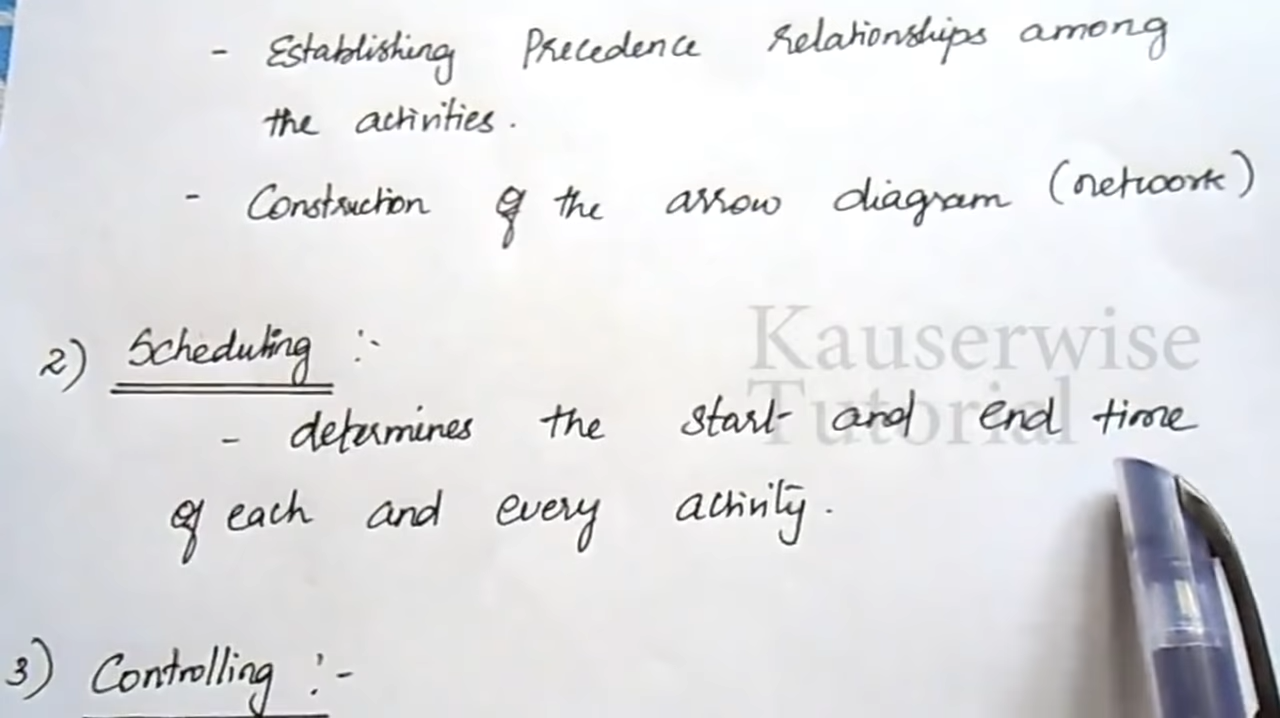 - Establishing Precedence relationships among
the activities.
- Construction of the arrow diagram (network)
Kauserwise
Tutorial
2) Scheduling :-
- determines the start and end time
of each and every activity.
3) Controlling :-